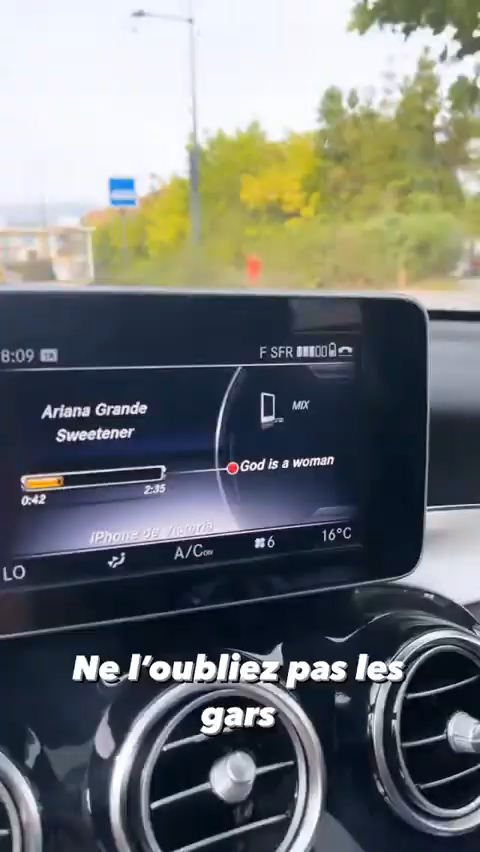 8:09
F SFR
Ariana Grande
Sweetener
MIX
God is a woman
0:42
2:35
iPhone de Victoria
LO
A/C ON
6
16°C
Ne l'oubliez pas les
gars